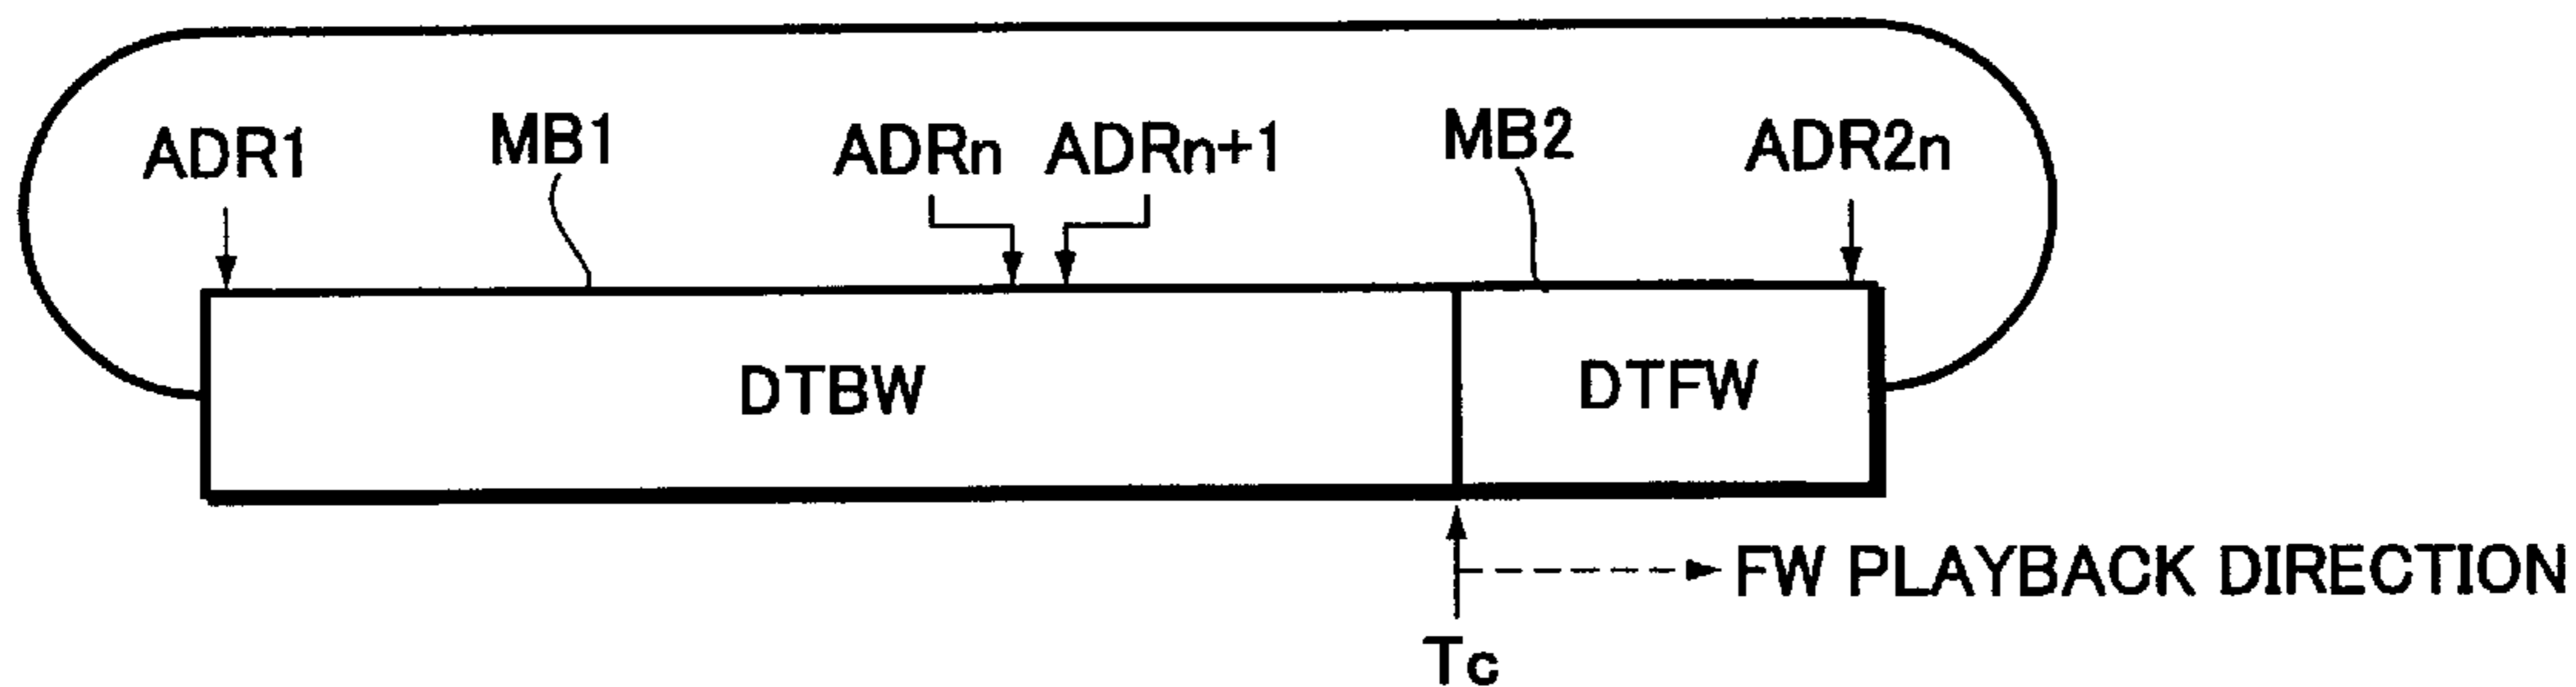 ADR1 MB1 ADRn ADRn+1 MB2 ADR2n
DTBW DTFW
FW PLAYBACK DIRECTION
Tc